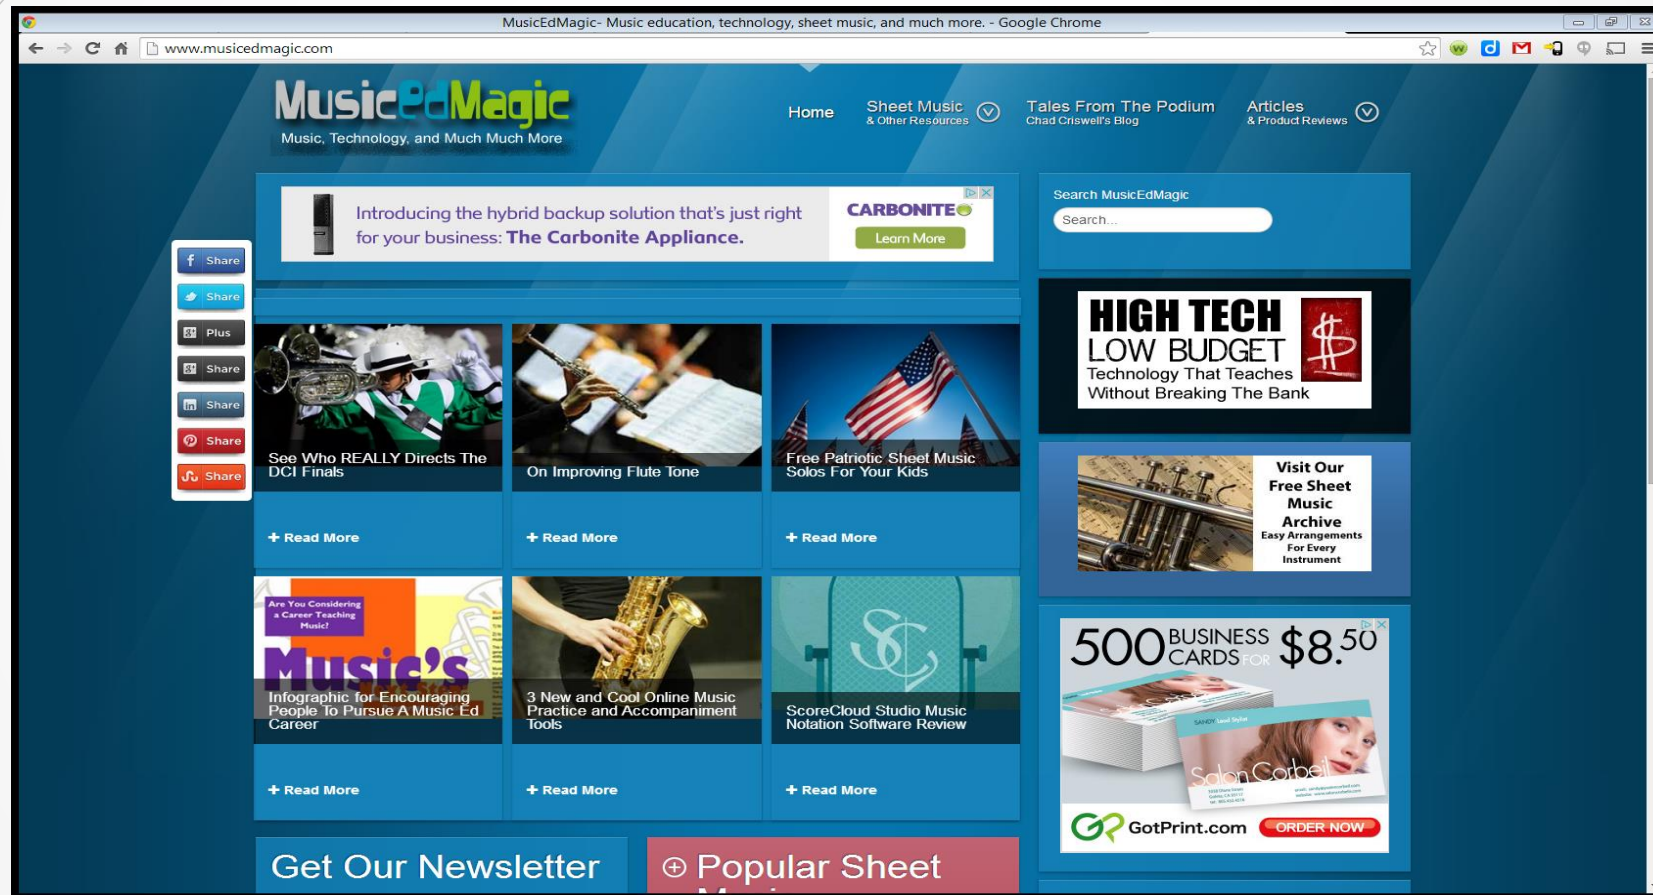 MusicEdMagic- Music education, technology, sheet music, and much more. - Google Chrome
www.musicedmagic.com
MusicEdMagic
Music, Technology, and Much Much More
Home
Sheet Music
& Other Resources
Tales From The Podium
Chad Criswell's Blog
Articles
& Product Reviews
Introducing the hybrid backup solution that's just right
for your business: The Carbonite Appliance.
CARBONITE
Learn More
Search MusicEdMagic
Search...
f Share
Share
Plus
Share
in Share
Share
Share
See Who REALLY Directs The
DCI Finals
+ Read More
On Improving Flute Tone
+ Read More
Free Patriotic Sheet Music
Solos For Your Kids
+ Read More
HIGH TECH
LOW BUDGET
Technology That Teaches
Without Breaking The Bank
Visit Our
Free Sheet
Music
Archive
Easy Arrangements
For Every
Instrument
Are You Considering
a Career Teaching
Music?
Music's
Infographic for Encouraging
People To Pursue A Music Ed
Career
+ Read More
3 New and Cool Online Music
Practice and Accompaniment
Tools
+ Read More
ScoreCloud Studio Music
Notation Software Review
+ Read More
500 BUSINESS CARDS FOR $8.50
SANDY Lead Stylist
Salon Corbeil
GotPrint.com
ORDER NOW
Get Our Newsletter
Popular Sheet